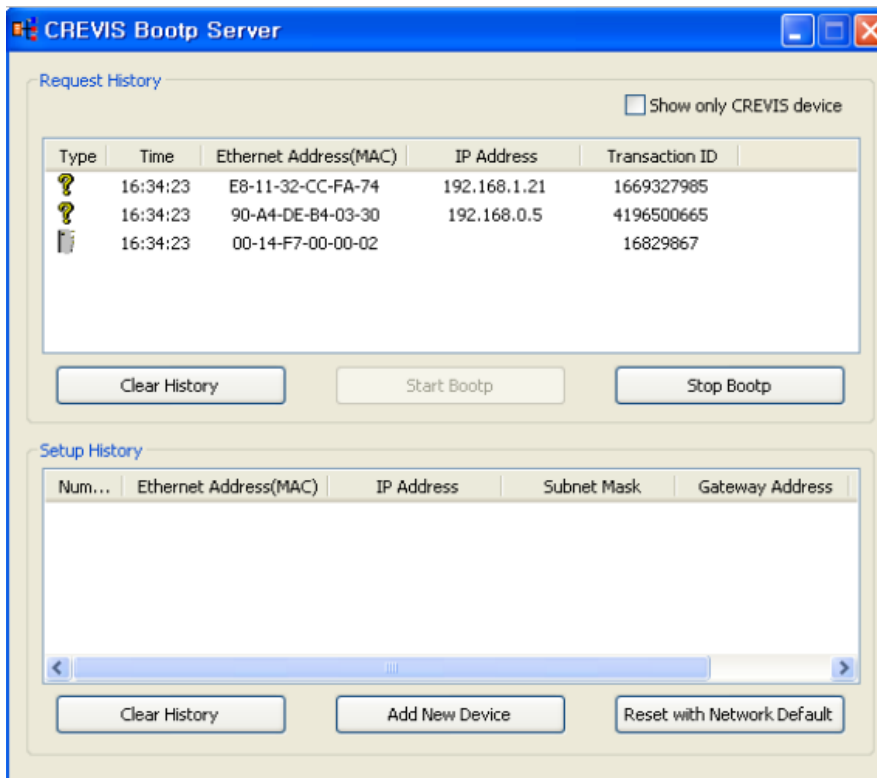 CREVIS Bootp Server
Request History
Show only CREVIS device
Type Time Ethernet Address(MAC) IP Address Transaction ID
16:34:23 E8-11-32-CC-FA-74 192.168.1.21 1669327985
16:34:23 90-A4-DE-B4-03-30 192.168.0.5 4196500665
16:34:23 00-14-F7-00-00-02 16829867
Clear History Start Bootp Stop Bootp
Setup History
Num... Ethernet Address(MAC) IP Address Subnet Mask Gateway Address
Clear History Add New Device Reset with Network Default